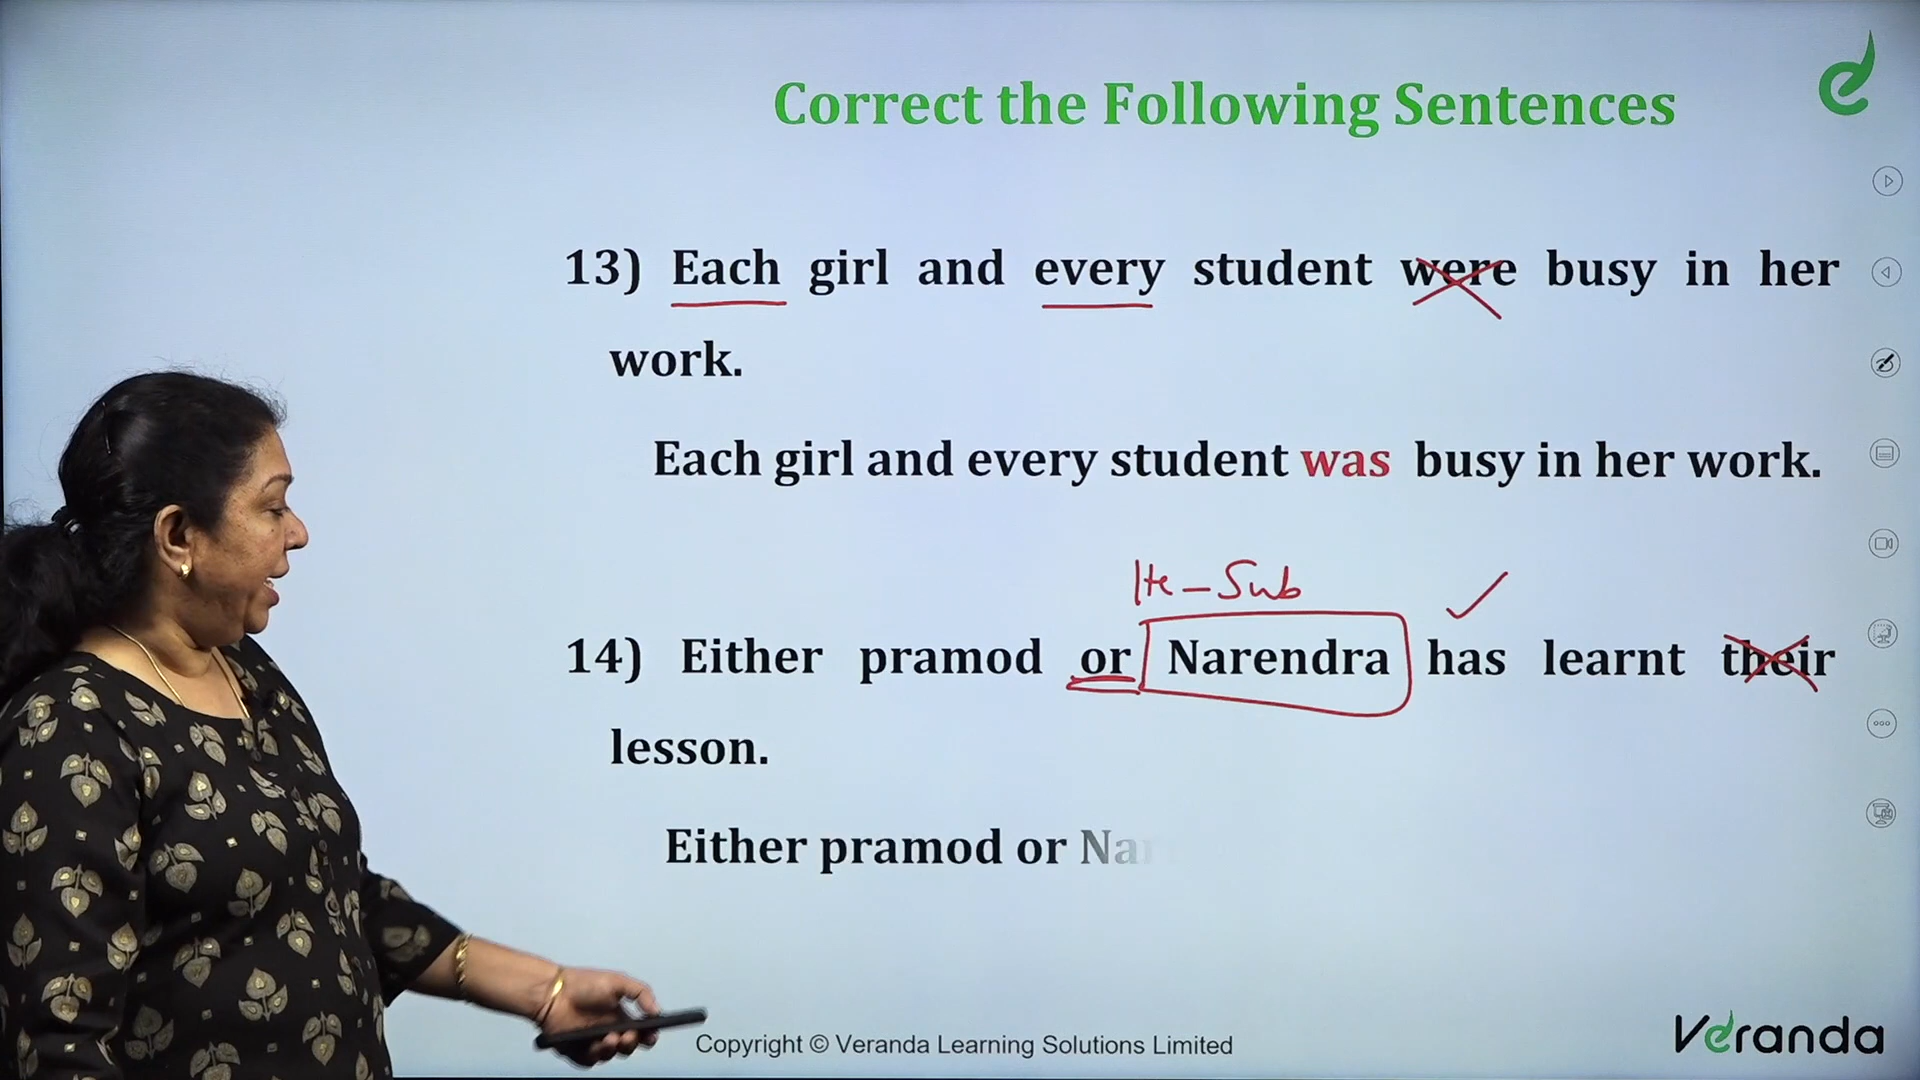 Correct the Following Sentences
13) Each girl and every student were busy in her
work.
Each girl and every student was busy in her work.
Ite - Sub
14) Either pramod or Narendra has learnt their
lesson.
Either pramod or Na
Copyright © Veranda Learning Solutions Limited
Veranda